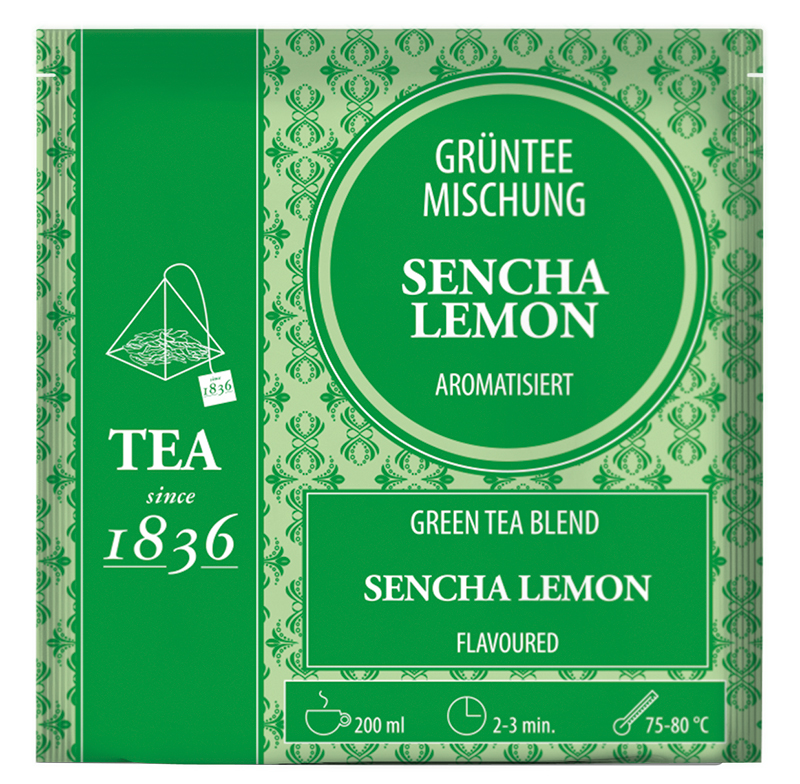 GRÜNTEE
MISCHUNG
SENCHA
LEMON
AROMATISIERT
since
1836
TEA
since
1836
GREEN TEA BLEND
SENCHA LEMON
FLAVOURED
200 ml
2-3 min.
75-80 °C